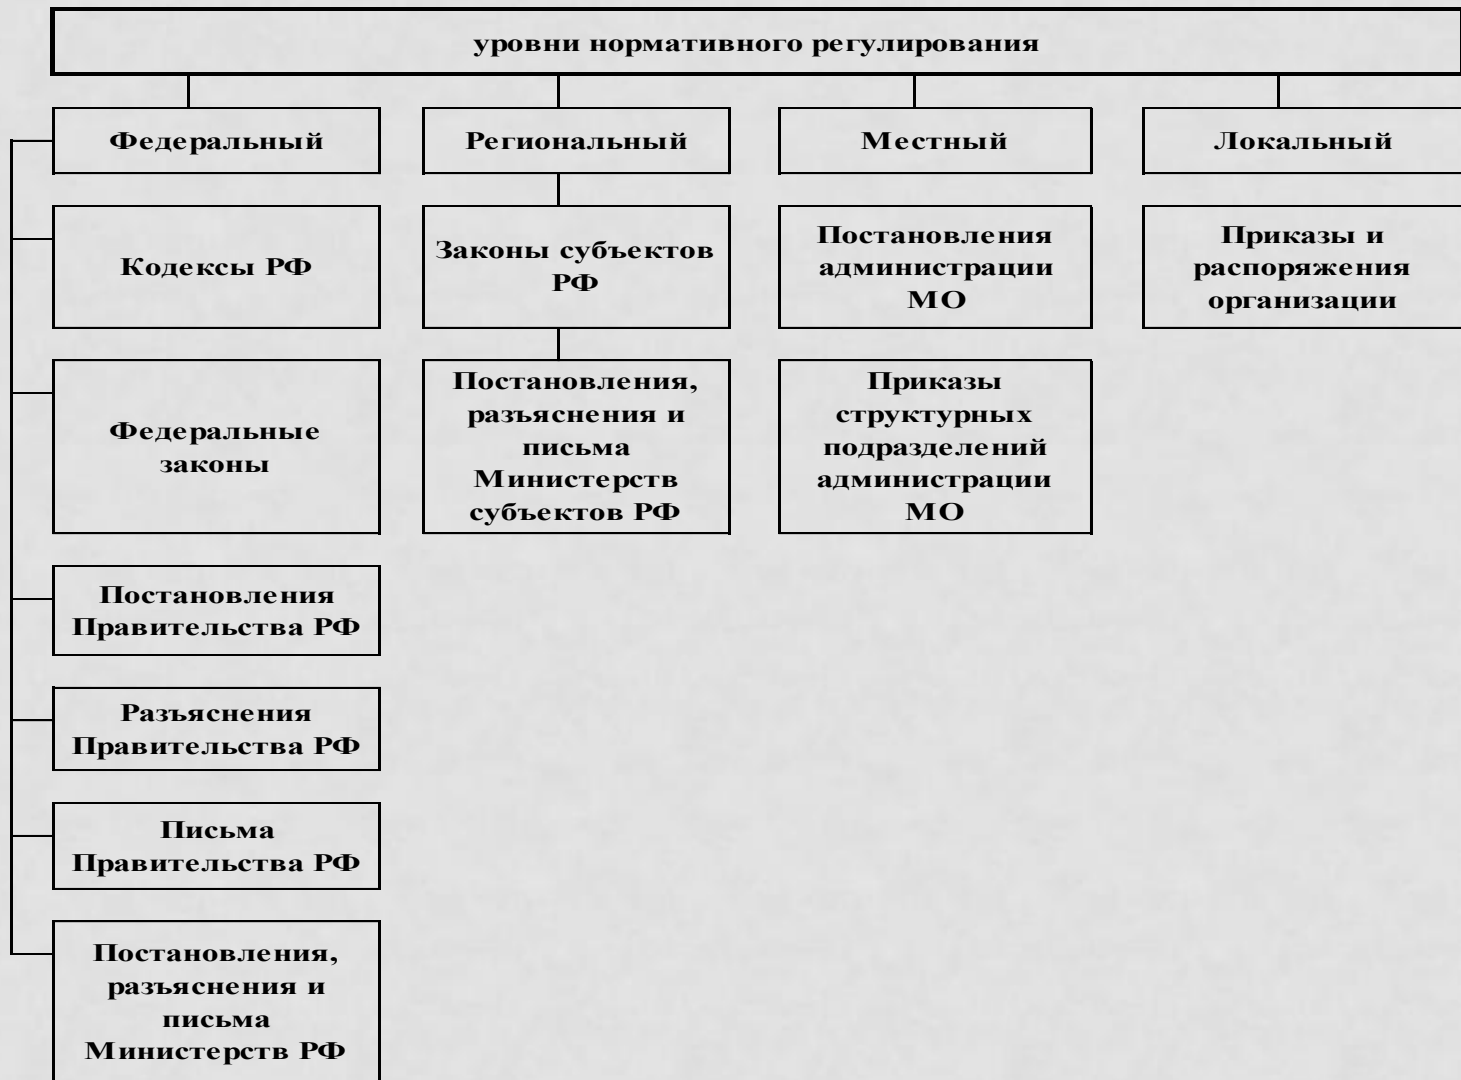 уровни нормативного регулирования
Федеральный
Региональный
Местный
Локальный
Кодексы РФ
Законы субъектов
РФ
Постановления
администрации
МО
Приказы и
распоряжения
организации
Федеральные
законы
Постановления,
разъяснения и
письма
Министерств
субъектов РФ
Приказы
структурных
подразделений
администрации
МО
Постановления
Правительства РФ
Разъяснения
Правительства РФ
Письма
Правительства РФ
Постановления,
разъяснения и
письма
Министерств РФ